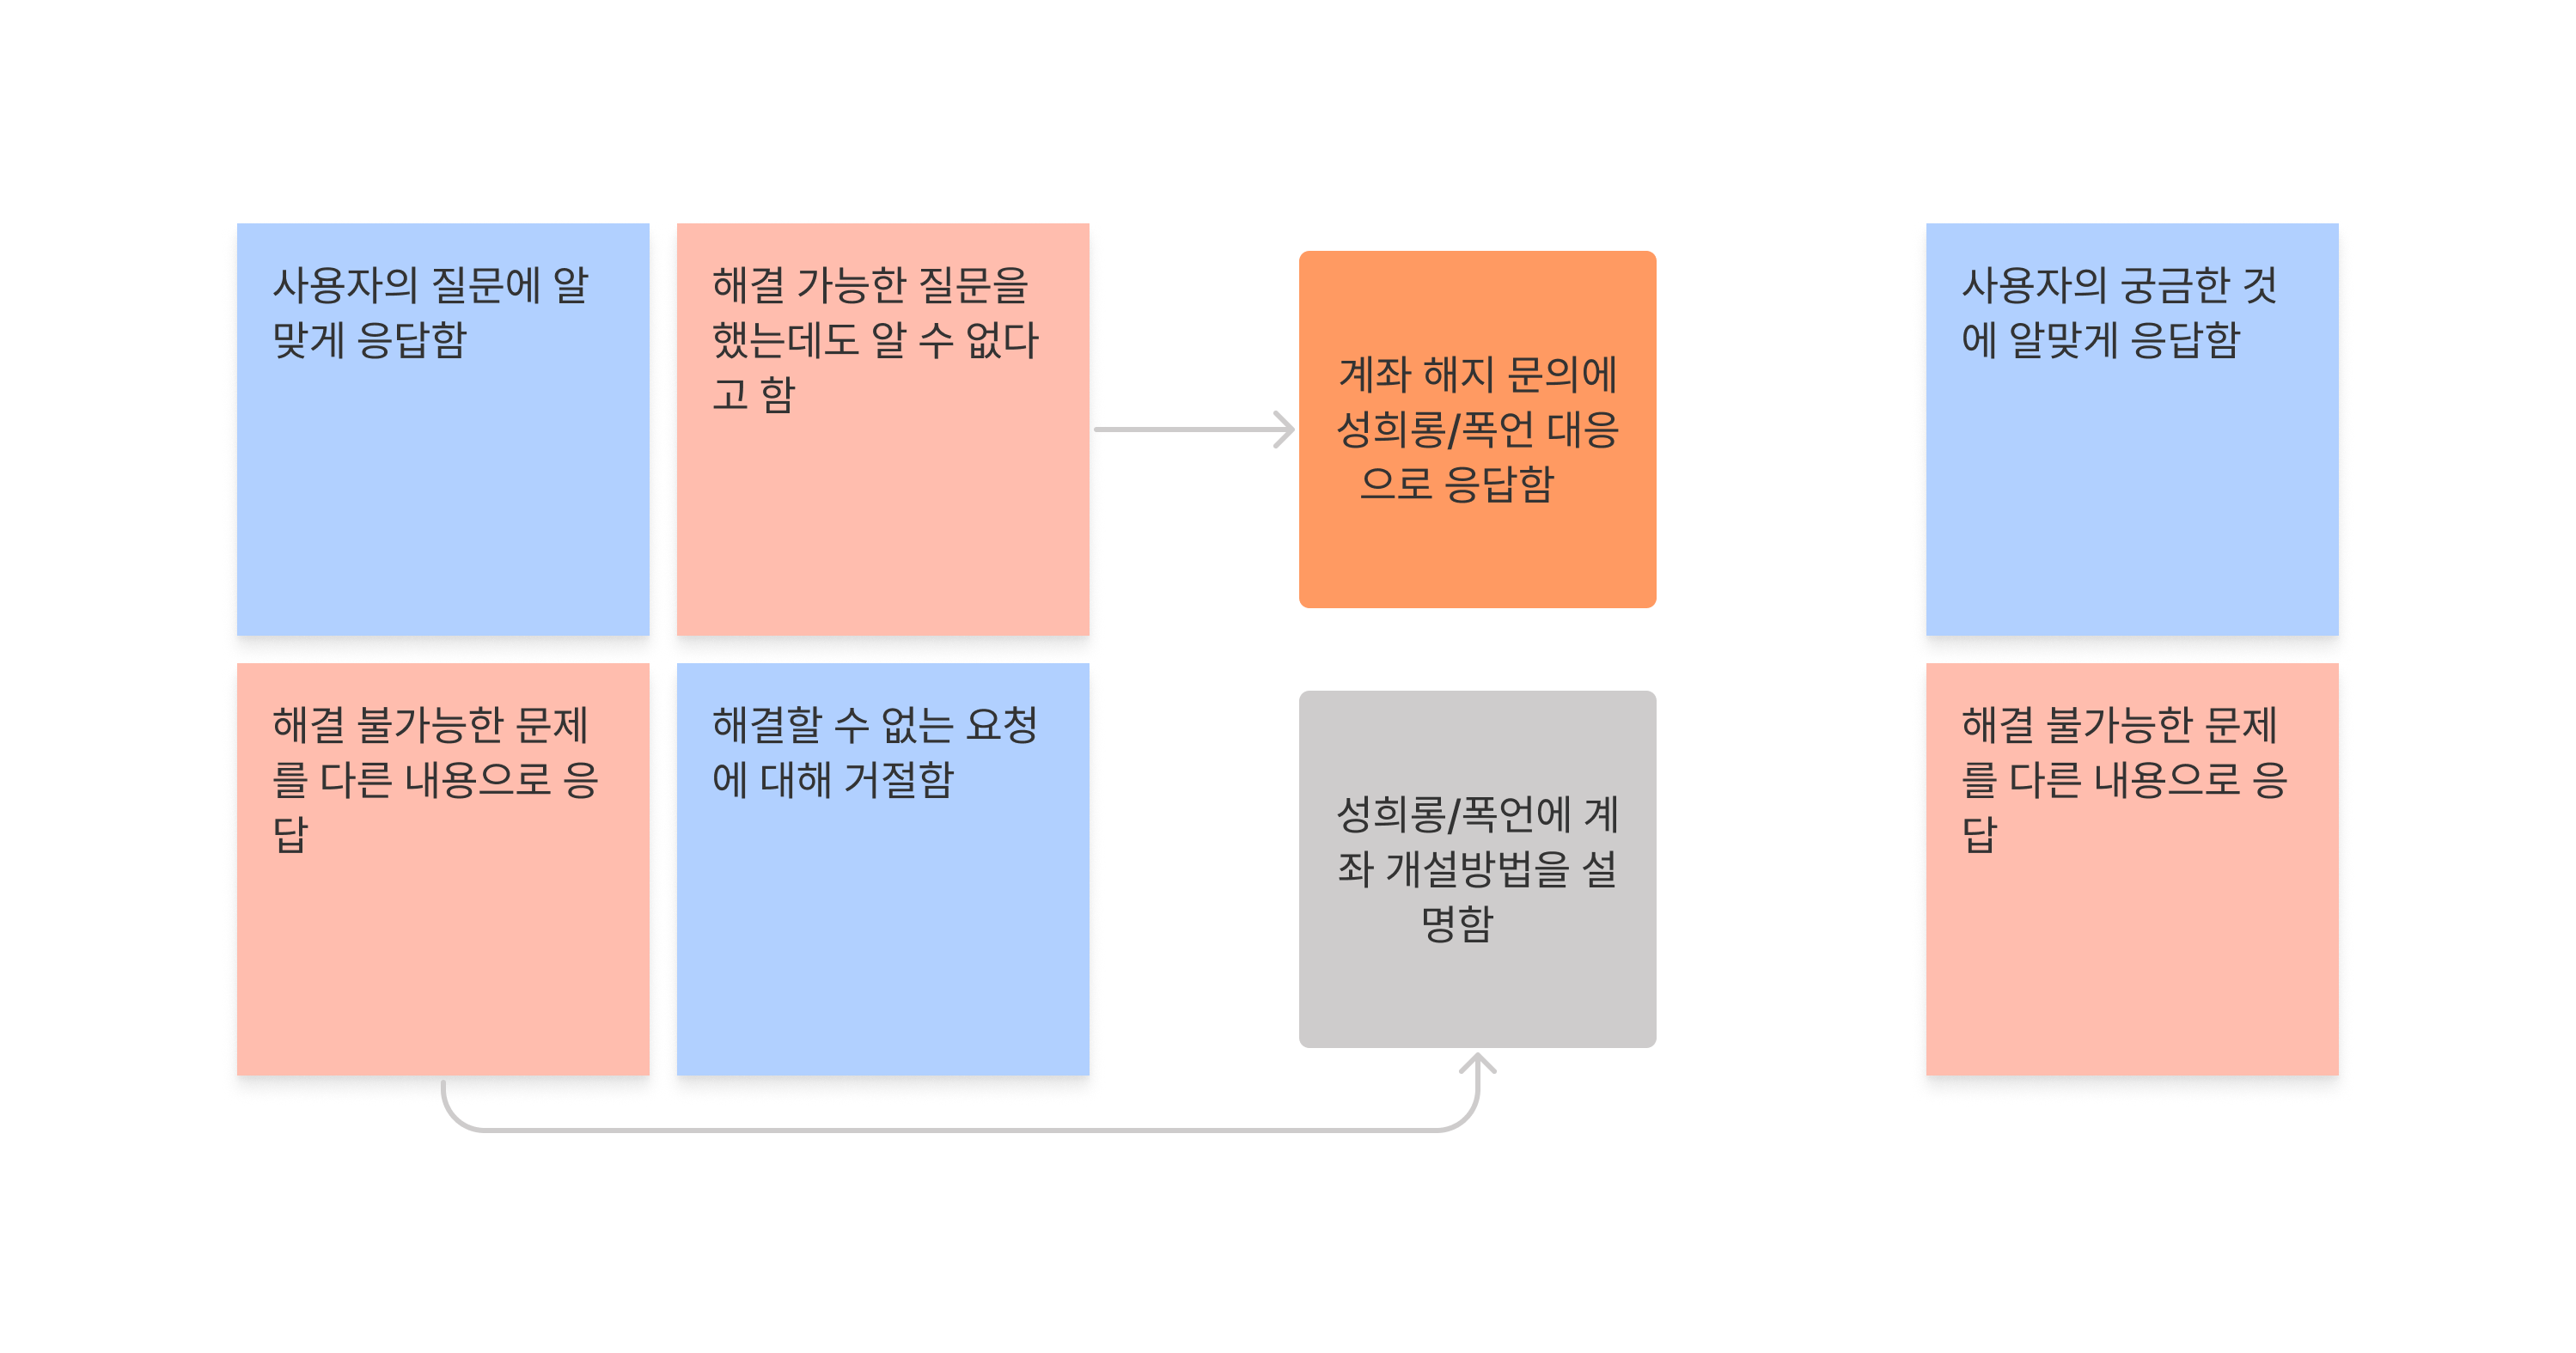 사용자의 질문에 알
맞게 응답함
해결 가능한 질문을
했는데도 알 수 없다
고 함
계좌 해지 문의에
성희롱/폭언 대응
으로 응답함
사용자의 궁금한 것
에 알맞게 응답함
해결 불가능한 문제
를 다른 내용으로 응
답
해결할 수 없는 요청
에 대해 거절함
성희롱/폭언에 계
좌 개설방법을 설
명함
해결 불가능한 문제
를 다른 내용으로 응
답